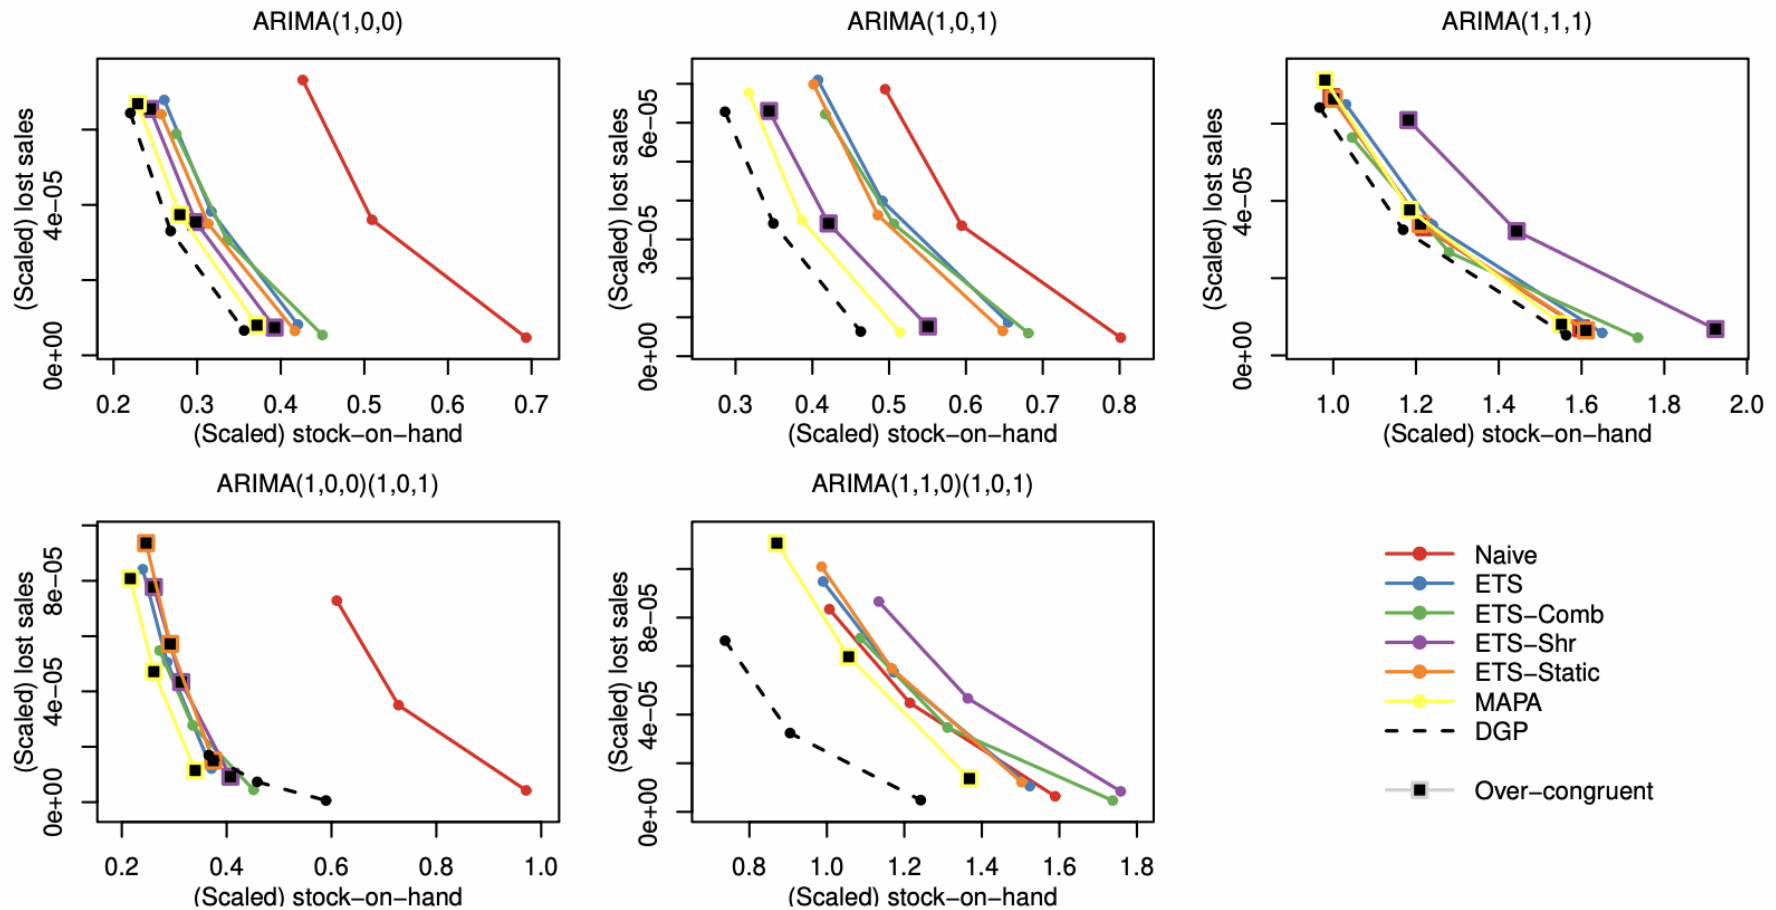 ARIMA(1,0,0)
(Scaled) lost sales
0e+00 4e−05
0.2 0.3 0.4 0.5 0.6 0.7
(Scaled) stock−on−hand
ARIMA(1,0,1)
(Scaled) lost sales
0e+00 3e−05 6e−05
0.3 0.4 0.5 0.6 0.7 0.8
(Scaled) stock−on−hand
ARIMA(1,1,1)
(Scaled) lost sales
0e+00 4e−05
1.0 1.2 1.4 1.6 1.8 2.0
(Scaled) stock−on−hand
ARIMA(1,0,0)(1,0,1)
(Scaled) lost sales
0e+00 4e−05 8e−05
0.2 0.4 0.6 0.8 1.0
(Scaled) stock−on−hand
ARIMA(1,1,0)(1,0,1)
(Scaled) lost sales
0e+00 4e−05 8e−05
0.8 1.0 1.2 1.4 1.6 1.8
(Scaled) stock−on−hand
Naive
ETS
ETS−Comb
ETS−Shr
ETS−Static
MAPA
DGP
Over−congruent